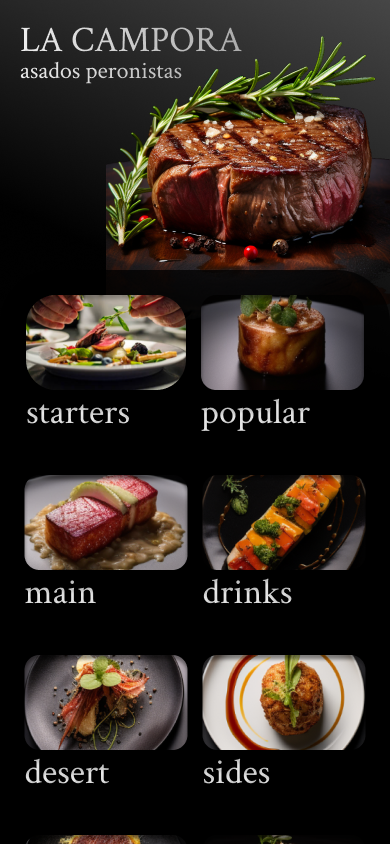 LA CAMPORA
asados peronistas
starters
popular
main
drinks
desert
sides